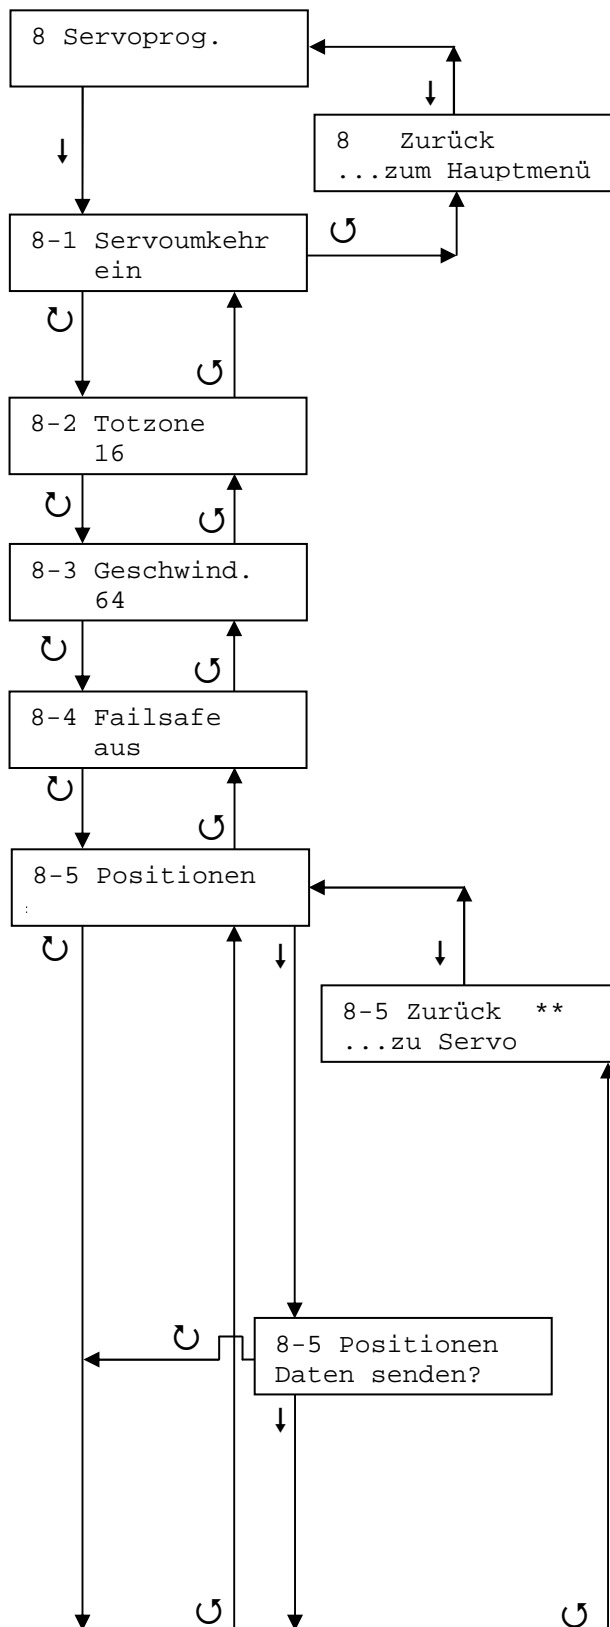 8 Servoprog.
8   Zurück
...zum Hauptmenü
8-1 Servoumkehr
ein
8-2 Totzone
16
8-3 Geschwind.
64
8-4 Failsafe
aus
8-5 Positionen
8-5 Zurück  **
...zu Servo
8-5 Positionen
Daten senden?